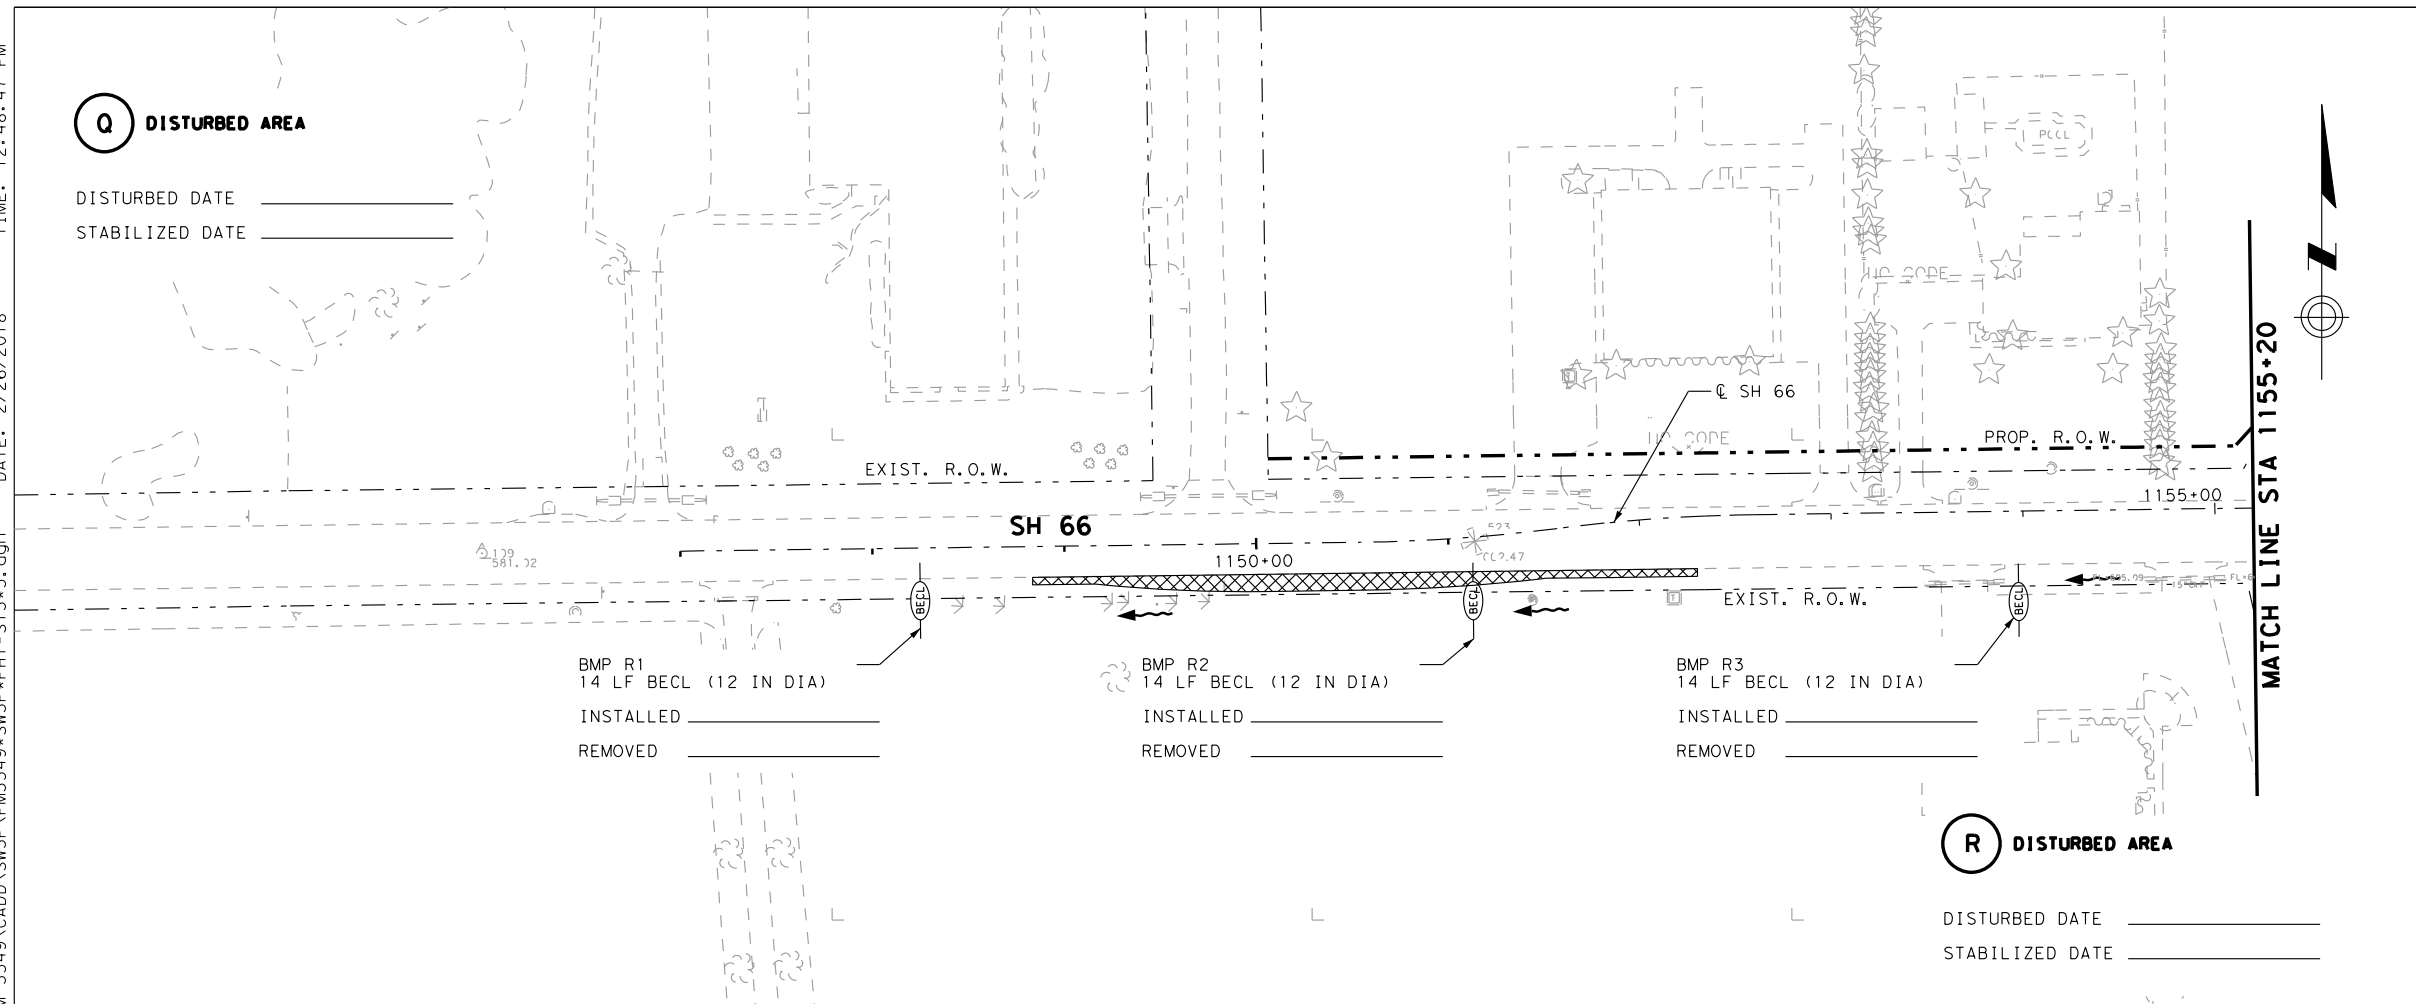 Q DISTURBED AREA
DISTURBED DATE
STABILIZED DATE
℄ SH 66
PROP. R.O.W.
EXIST. R.O.W.
1155+00
SH 66
1150+00
EXIST. R.O.W.
MATCH LINE STA 1155+20
BECL
BECL
BECL
BMP R1
14 LF BECL (12 IN DIA)
INSTALLED
REMOVED
BMP R2
14 LF BECL (12 IN DIA)
INSTALLED
REMOVED
BMP R3
14 LF BECL (12 IN DIA)
INSTALLED
REMOVED
R DISTURBED AREA
DISTURBED DATE
STABILIZED DATE